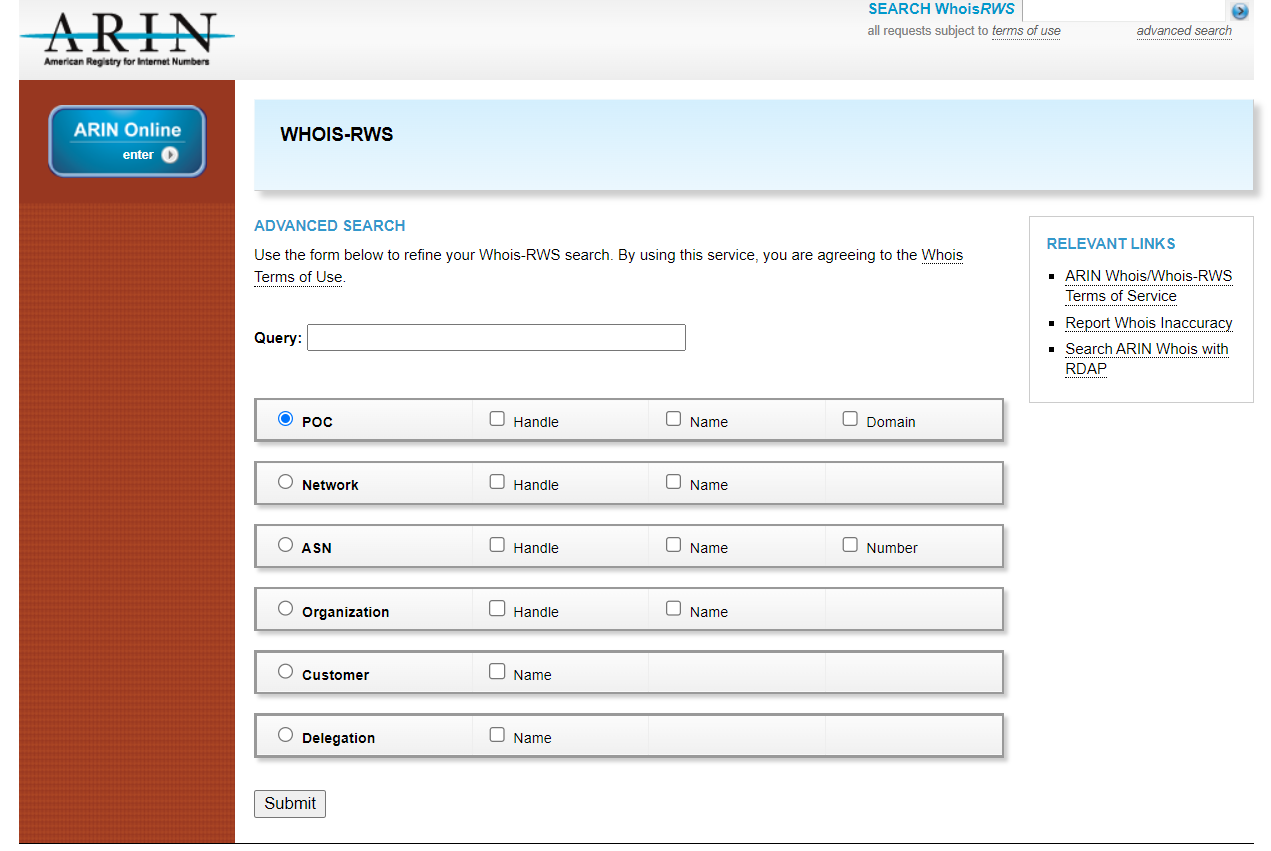 ARIN
American Registry for Internet Numbers
SEARCH WhoisRWS
all requests subject to terms of use
advanced search
ARIN Online
enter
WHOIS-RWS
ADVANCED SEARCH
Use the form below to refine your Whois-RWS search. By using this service, you are agreeing to the Whois
Terms of Use.
Query:
POC Handle Name Domain
Network Handle Name
ASN Handle Name Number
Organization Handle Name
Customer Name
Delegation Name
Submit
RELEVANT LINKS
ARIN Whois/Whois-RWS
Terms of Service
Report Whois Inaccuracy
Search ARIN Whois with
RDAP